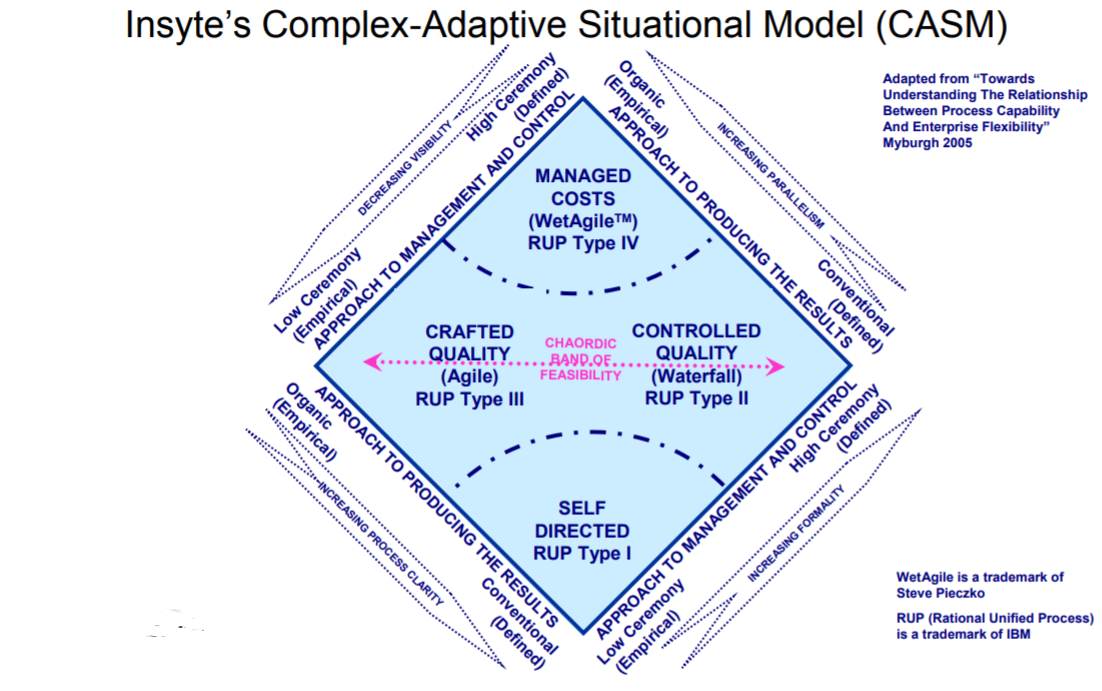 Insyte's Complex-Adaptive Situational Model (CASM)
Adapted from “Towards
Understanding The Relationship
Between Process Capability
And Enterprise Flexibility”
Myburgh 2005
DECREASING VISIBILITY
High Ceremony
(Defined)
APPROACH TO MANAGEMENT AND CONTROL
Low Ceremony
(Empirical)
Organic
(Empirical)
APPROACH TO PRODUCING THE RESULTS
INCREASING PARALLELISM
Conventional
(Defined)
MANAGED
COSTS
(WetAgile™)
RUP Type IV
CRAFTED
QUALITY
(Agile)
RUP Type III
CHAORDIC
BAND OF
FEASIBILITY
CONTROLLED
QUALITY
(Waterfall)
RUP Type II
SELF
DIRECTED
RUP Type I
Organic
(Empirical)
APPROACH TO PRODUCING THE RESULTS
INCREASING PROCESS CLARITY
Conventional
(Defined)
High Ceremony
(Defined)
APPROACH TO MANAGEMENT AND CONTROL
INCREASING FORMALITY
Low Ceremony
(Empirical)
WetAgile is a trademark of
Steve Pieczko
RUP (Rational Unified Process)
is a trademark of IBM